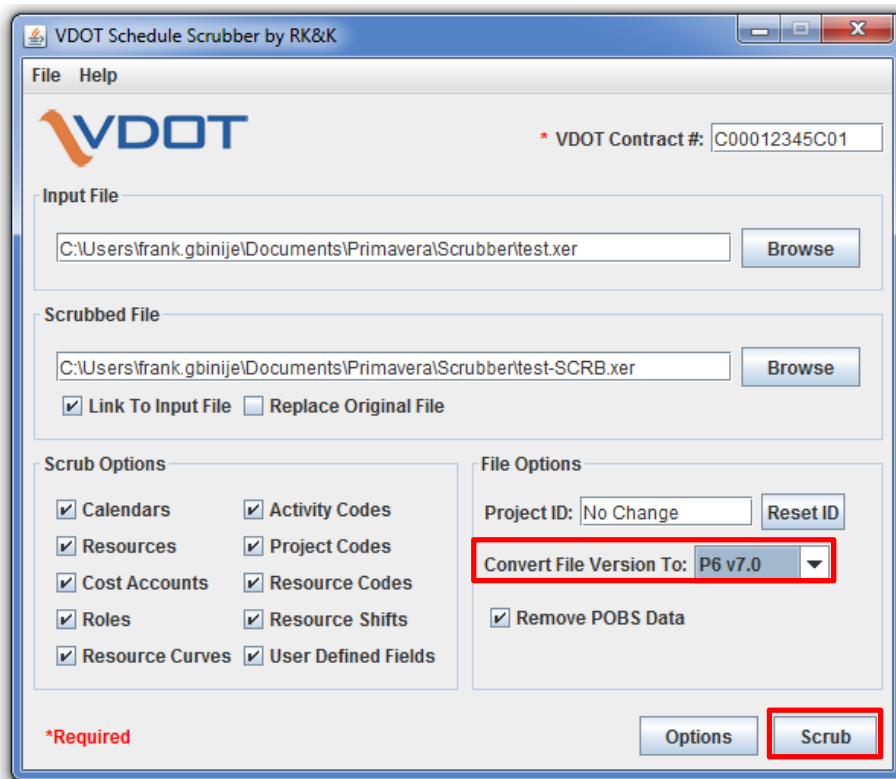 VDOT Schedule Scrubber by RK&K
File Help
VDOT
* VDOT Contract #: C00012345C01
Input File
C:\Users\frank.gbinije\Documents\Primavera\Scrubber\test.xer Browse
Scrubbed File
C:\Users\frank.gbinije\Documents\Primavera\Scrubber\test-SCRB.xer Browse
Link To Input File Replace Original File
Scrub Options
Calendars Activity Codes
Resources Project Codes
Cost Accounts Resource Codes
Roles Resource Shifts
Resource Curves User Defined Fields
File Options
Project ID: No Change Reset ID
Convert File Version To: P6 v7.0
Remove POBS Data
*Required
Options Scrub